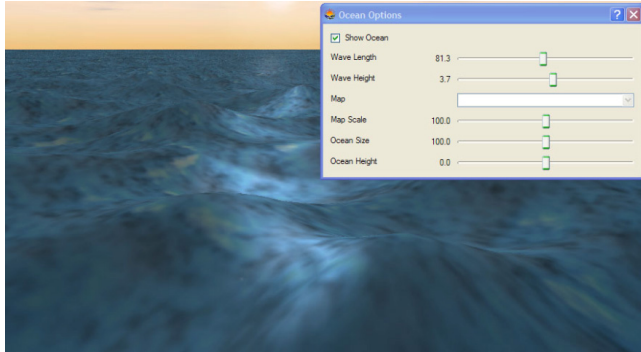 Ocean Options
Show Ocean
Wave Length 81.3
Wave Height 3.7
Map
Map Scale 100.0
Ocean Size 100.0
Ocean Height 0.0